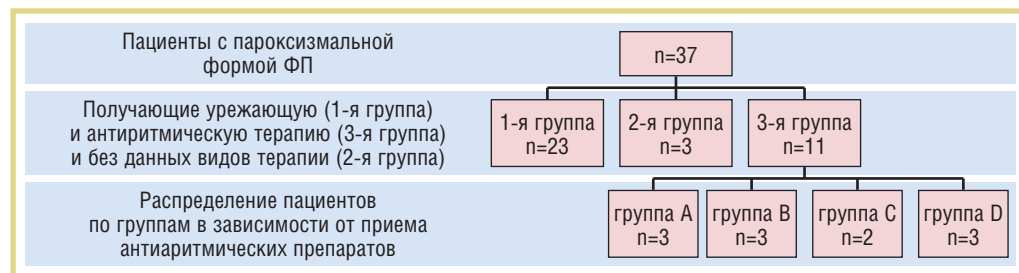 Пациенты с пароксизмальной
формой ФП
n=37
Получающие урежающую (1-я группа)
и антиритмическую терапию (3-я группа)
и без данных видов терапии (2-я группа)
1-я группа
n=23
2-я группа
n=3
3-я группа
n=11
Распределение пациентов
по группам в зависимости от приема
антиаритмических препаратов
группа A
n=3
группа B
n=3
группа C
n=2
группа D
n=3